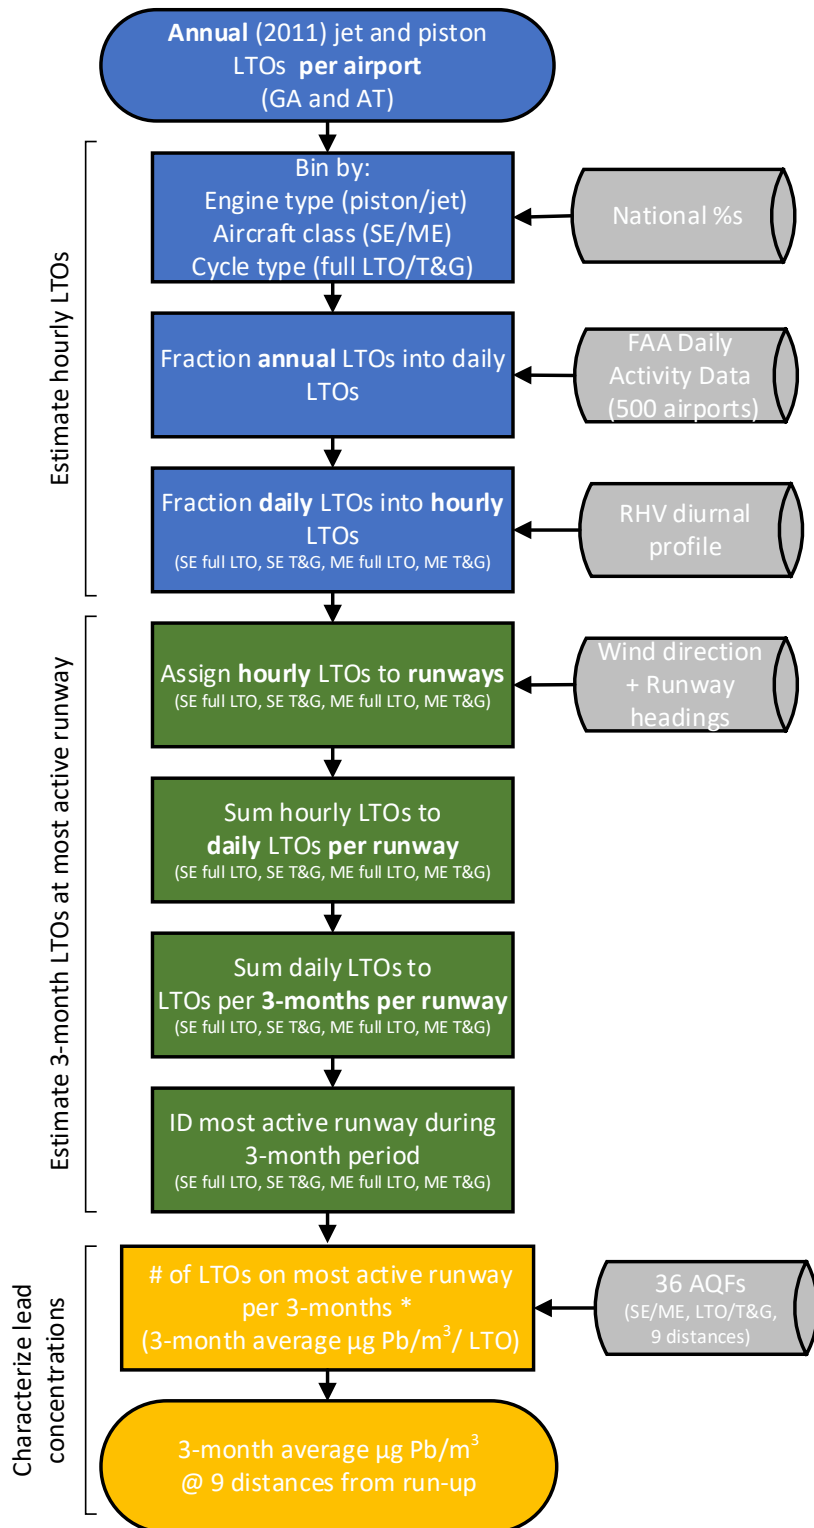 Annual (2011) jet and piston
LTOs per airport
(GA and AT)
Estimate hourly LTOs
Bin by:
Engine type (piston/jet)
Aircraft class (SE/ME)
Cycle type (full LTO/T&G)
National %s
Fraction annual LTOs into daily
LTOs
FAA Daily
Activity Data
(500 airports)
Fraction daily LTOs into hourly
LTOs
(SE full LTO, SE T&G, ME full LTO, ME T&G)
RHV diurnal
profile
Estimate 3-month LTOs at most active runway
Assign hourly LTOs to runways
(SE full LTO, SE T&G, ME full LTO, ME T&G)
Wind direction
+ Runway
headings
Sum hourly LTOs to
daily LTOs per runway
(SE full LTO, SE T&G, ME full LTO, ME T&G)
Sum daily LTOs to
LTOs per 3-months per runway
(SE full LTO, SE T&G, ME full LTO, ME T&G)
ID most active runway during
3-month period
(SE full LTO, SE T&G, ME full LTO, ME T&G)
Characterize lead
concentrations
# of LTOs on most active runway
per 3-months *
(3-month average µg Pb/m³/ LTO)
36 AQFs
(SE/ME, LTO/T&G,
9 distances)
3-month average µg Pb/m³
@ 9 distances from run-up